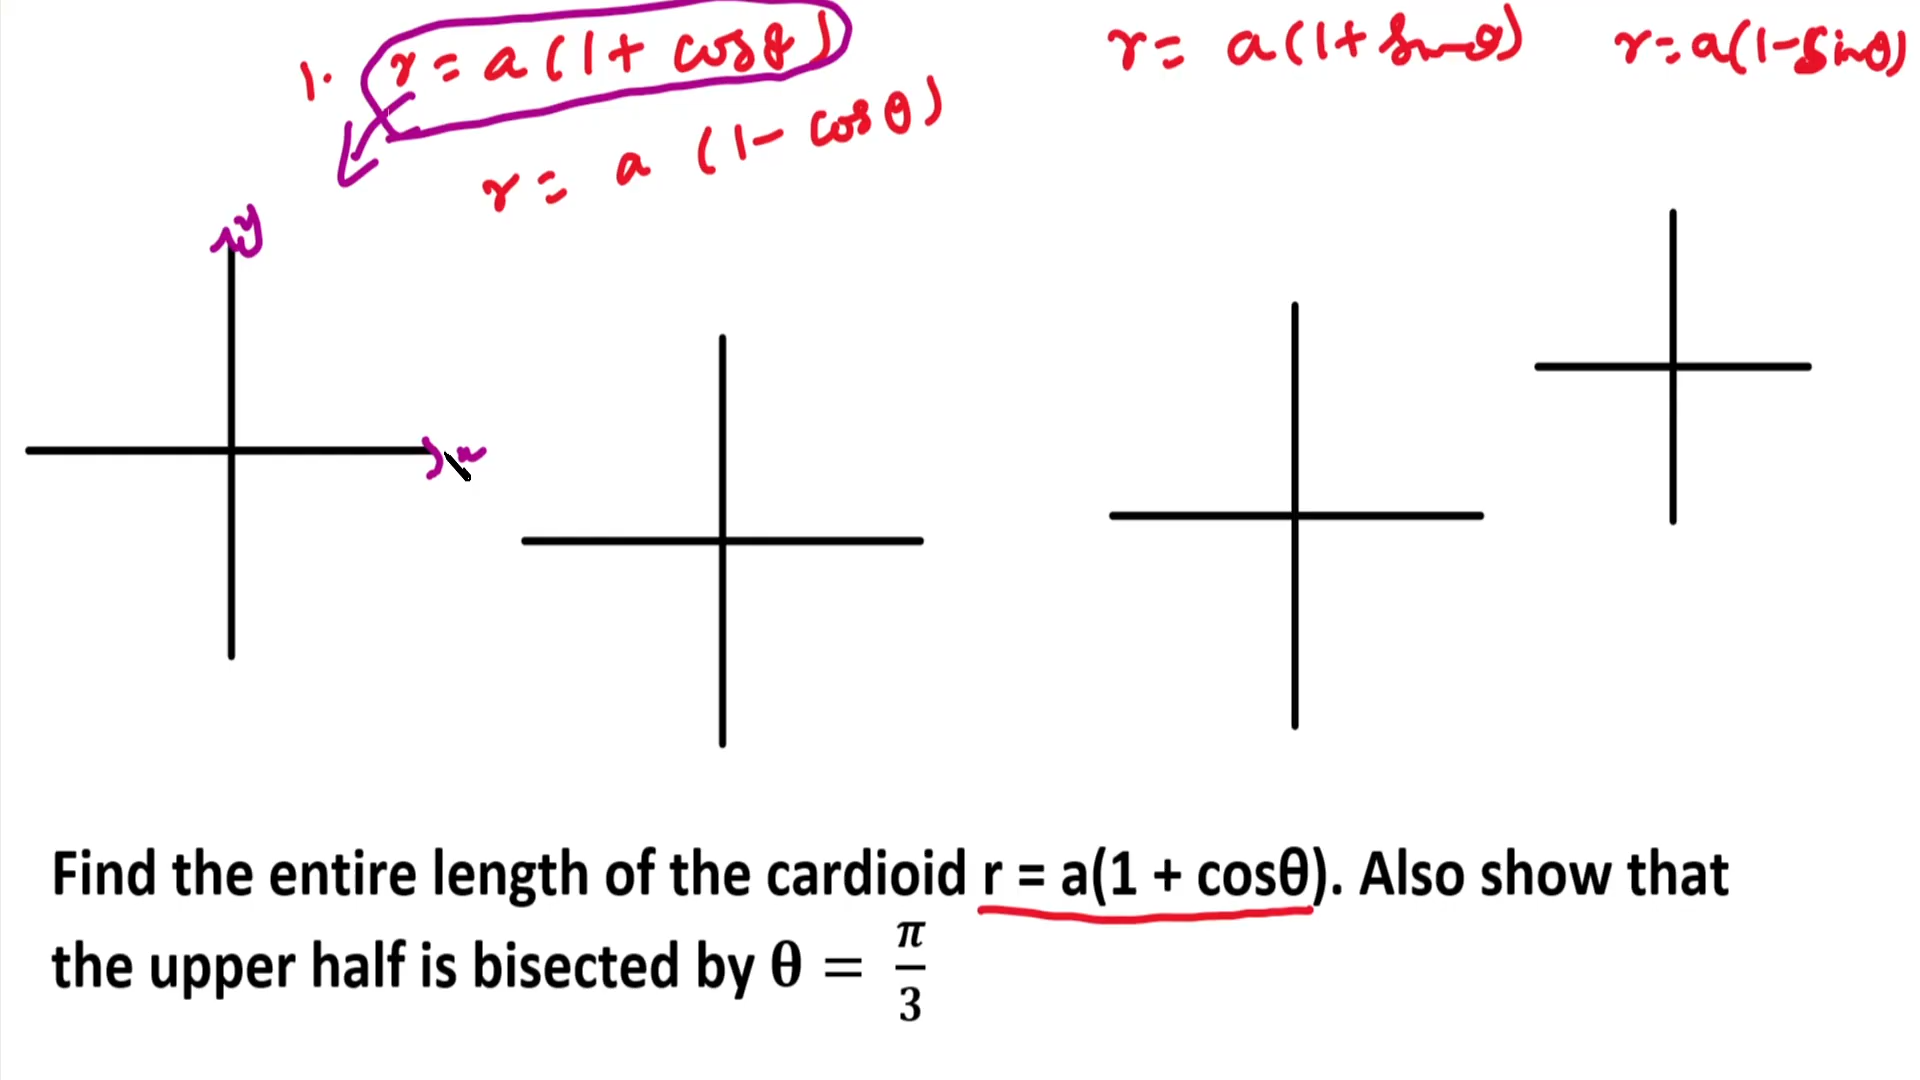 1. r = a (1 + cosθ)
r = a (1 - cosθ)
r = a(1 + sinθ)
r = a(1 - sinθ)
y
x
Find the entire length of the cardioid r = a(1 + cosθ). Also show that
the upper half is bisected by θ = π/3